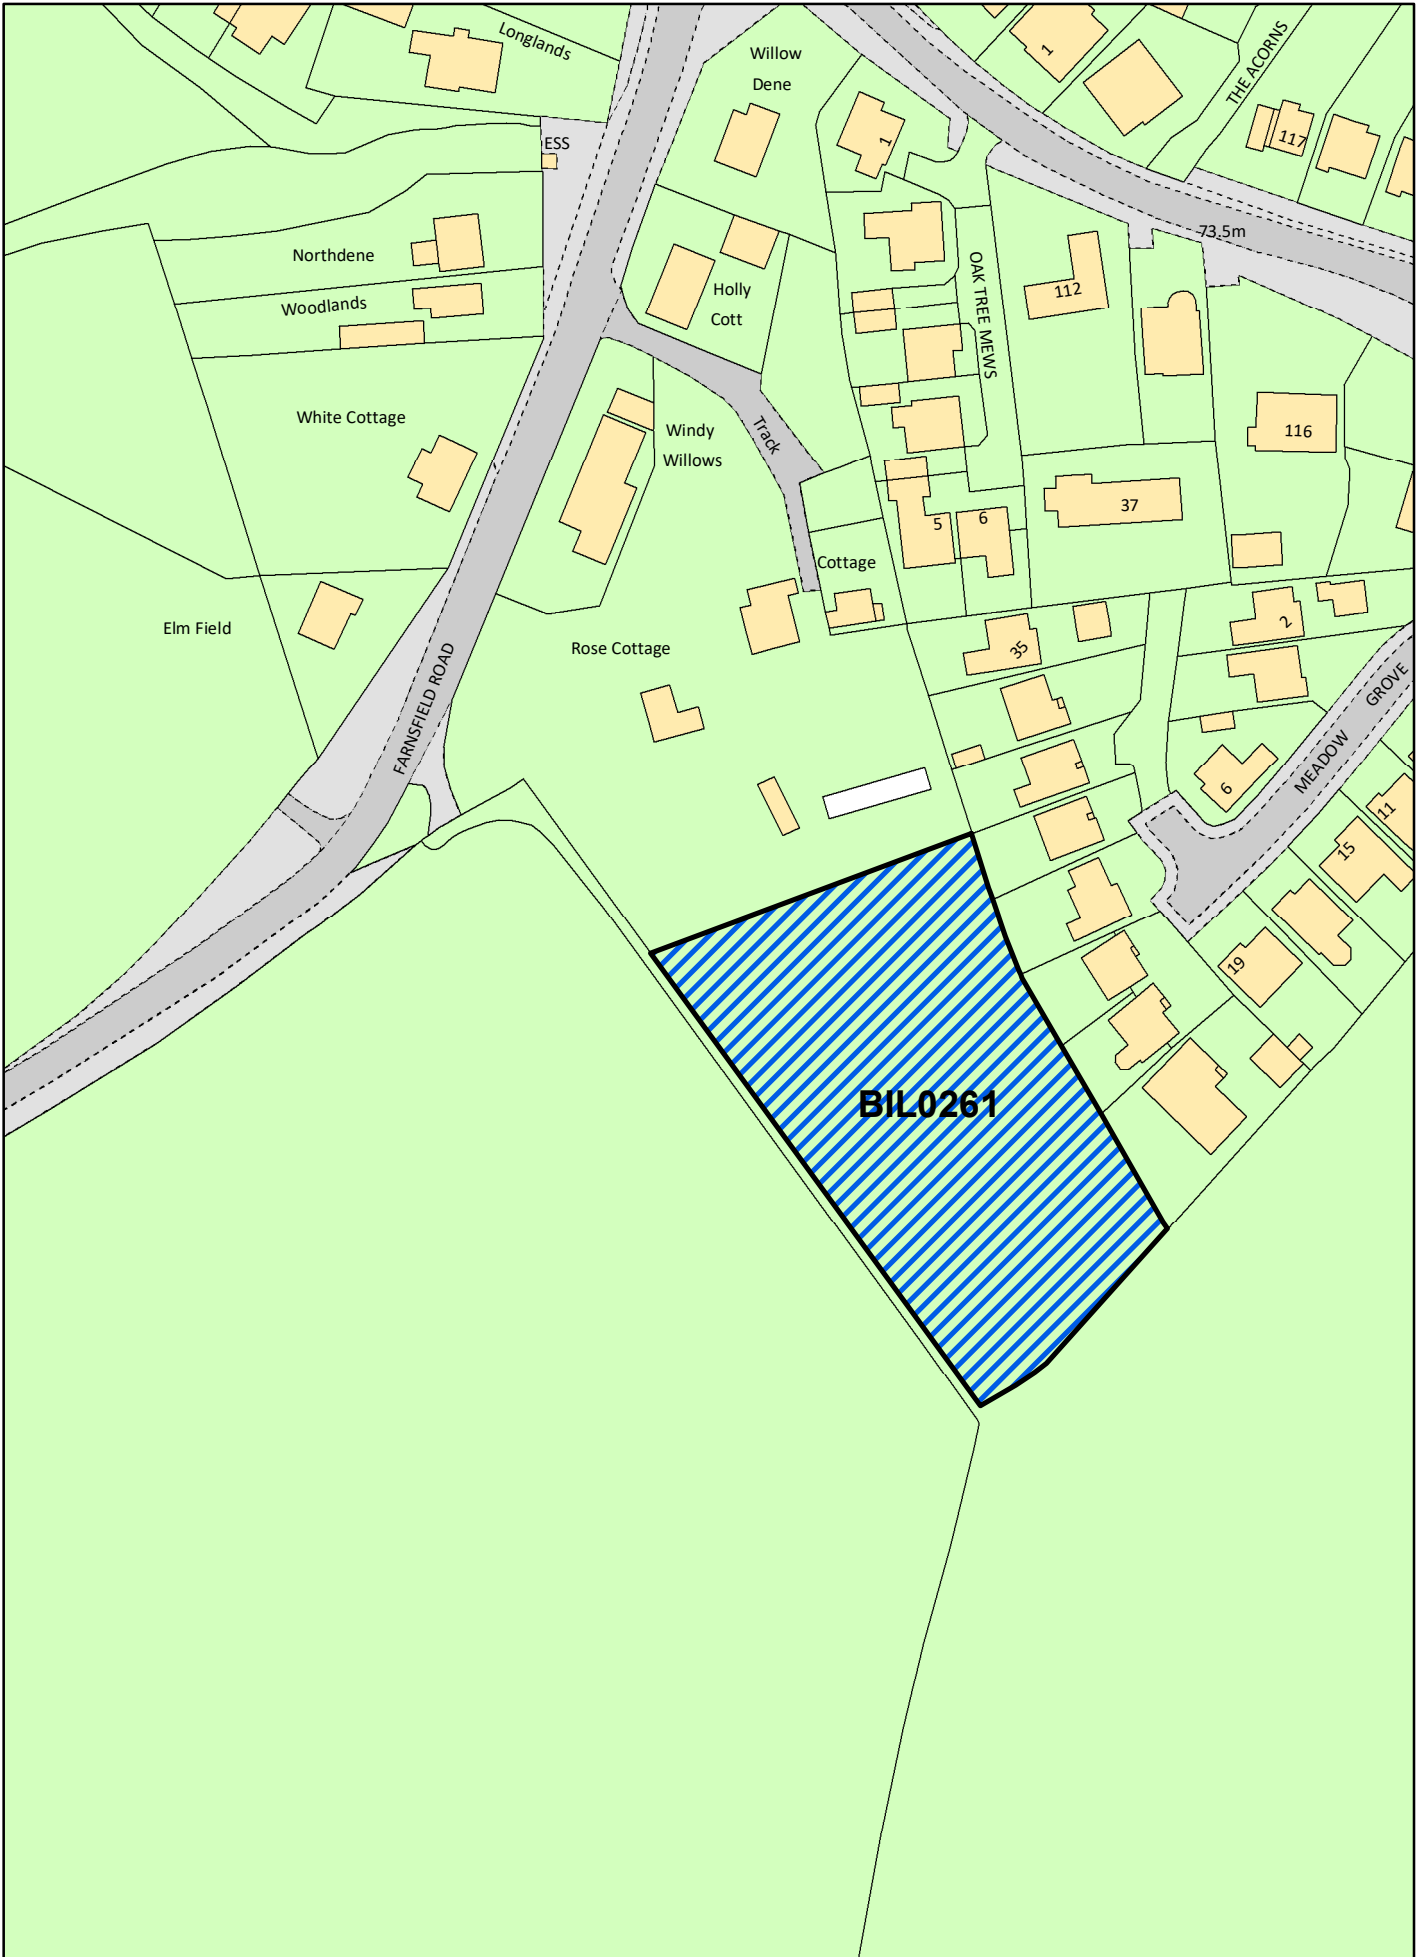 Longlands
Willow
Dene
1
THE ACORNS
117
1
ESS
73.5m
Northdene
Woodlands
Holly
Cott
OAK TREE MEWS
112
White Cottage
Windy
Willows
Track
116
37
5
6
Cottage
Elm Field
Rose Cottage
35
2
FARNSFIELD ROAD
MEADOW GROVE
6
11
15
19
BIL0261